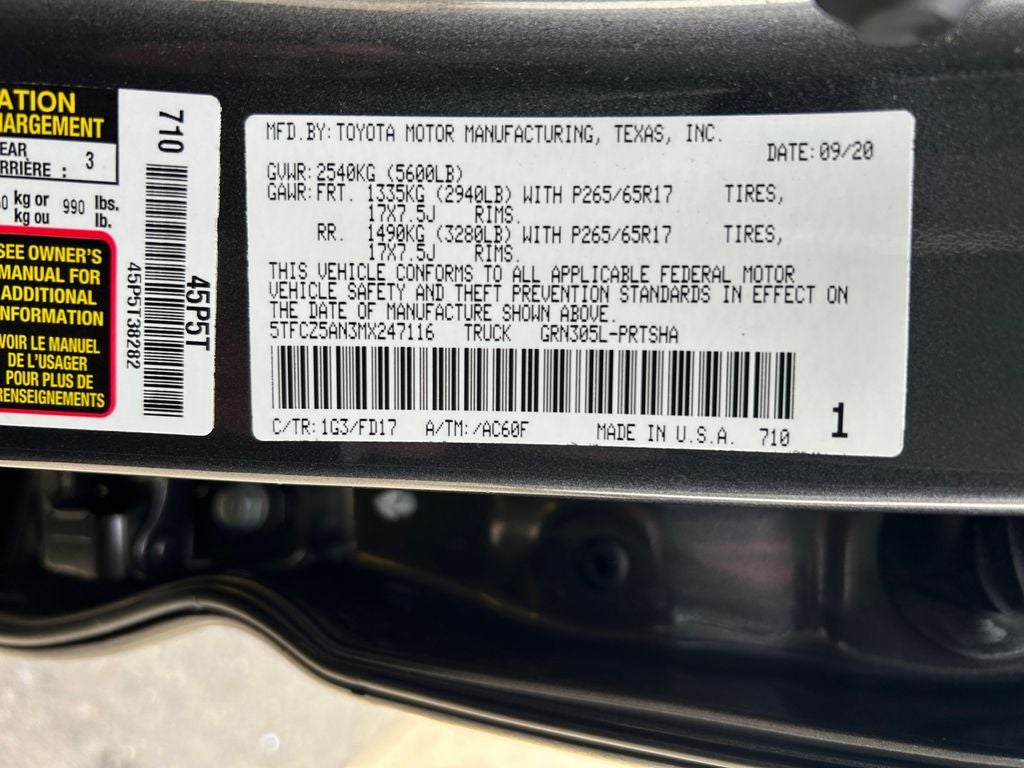 ATION
HARGEMENT
EAR
RRIÈRE : 3
0 kg or 990 lbs.
kg ou lb.
SEE OWNER'S
MANUAL FOR
ADDITIONAL
INFORMATION
VOIR LE MANUEL
DE L'USAGER
POUR PLUS DE
RENSEIGNEMENTS
710
45P5T38282
45P5T
MFD.BY:TOYOTA MOTOR MANUFACTURING, TEXAS, INC.
DATE:09/20
GVWR:2540KG (5600LB)
GAWR:FRT. 1335KG (2940LB) WITH P265/65R17 TIRES,
17X7.5J RIMS.
RR. 1490KG (3280LB) WITH P265/65R17 TIRES,
17X7.5J RIMS.
THIS VEHICLE CONFORMS TO ALL APPLICABLE FEDERAL MOTOR
VEHICLE SAFETY AND THEFT PREVENTION STANDARDS IN EFFECT ON
THE DATE OF MANUFACTURE SHOWN ABOVE.
5TFCZ5AN3MX247116 TRUCK GRN305L-PRTSHA
C/TR:1G3/FD17 A/TM:/AC60F MADE IN U.S.A. 710
1